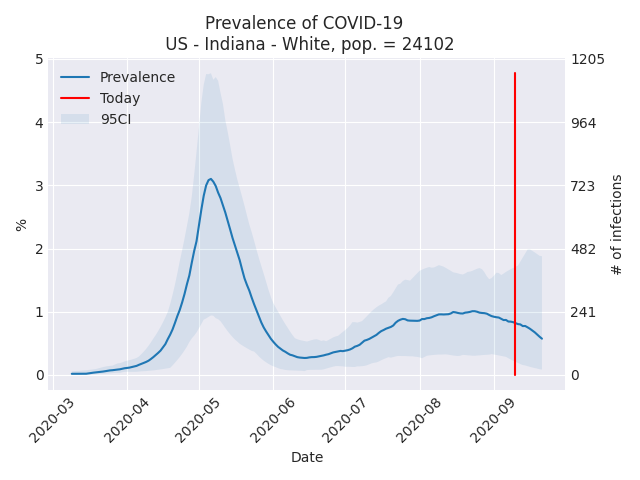 Prevalence of COVID-19
US - Indiana - White, pop. = 24102
Prevalence
Today
95CI
5
4
3
2
1
0
%
1205
964
723
482
241
0
# of infections
2020-03
2020-04
2020-05
2020-06
2020-07
2020-08
2020-09
Date